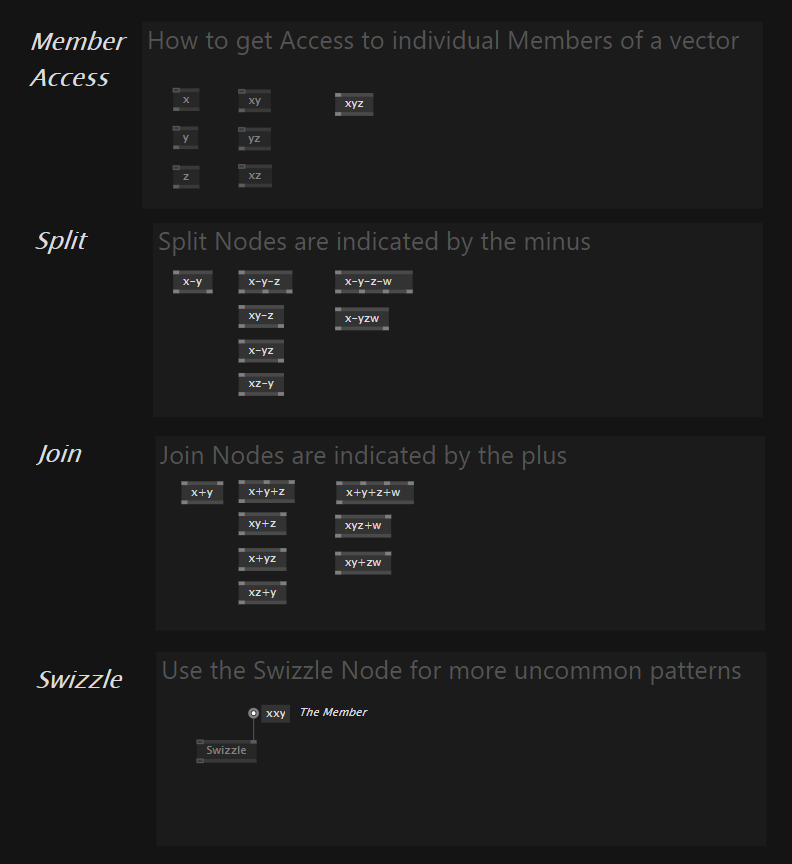 Member
Access
How to get Access to individual Members of a vector
x
xy
xyz
y
yz
z
xz
Split
Split Nodes are indicated by the minus
x-y
x-y-z
x-y-z-w
xy-z
x-yzw
x-yz
xz-y
Join
Join Nodes are indicated by the plus
x+y
x+y+z
x+y+z+w
xy+z
xyz+w
x+yz
xy+zw
xz+y
Swizzle
Use the Swizzle Node for more uncommon patterns
xxy
The Member
Swizzle